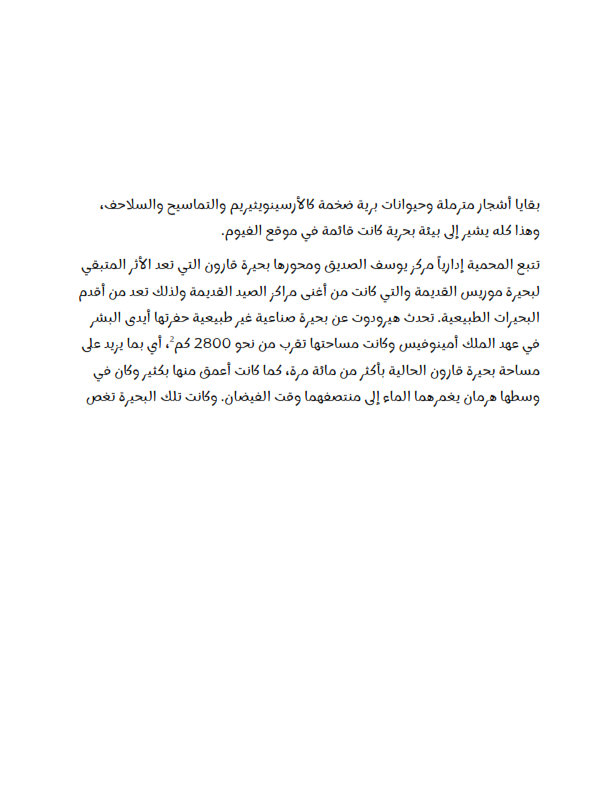 بقايا أشجار مترملة وحيوانات برية ضخمة كالأرسينويثيريم والتماسيح والسلاحف،
وهذا كله يشير إلى بيئة بحرية كانت قائمة في موقع الفيوم.
تتبع المحمية إدارياً مركز يوسف الصديق ومحورها بحيرة قارون التي تعد الأثر المتبقي
لبحيرة موريس القديمة والتي كانت من أغنى مراكز الصيد القديمة ولذلك تعد من أقدم
البحيرات الطبيعية. تحدث هيرودوت عن بحيرة صناعية غير طبيعية حفرتها أيدى البشر
في عهد الملك أمينوفيس وكانت مساحتها تقرب من نحو 2800 كم²، أي بما يزيد على
مساحة بحيرة قارون الحالية بأكثر من مائة مرة، كما كانت أعمق منها بكثير وكان في
وسطها هرمان يغمرهما الماء إلى منتصفهما وقت الفيضان. وكانت تلك البحيرة تغص